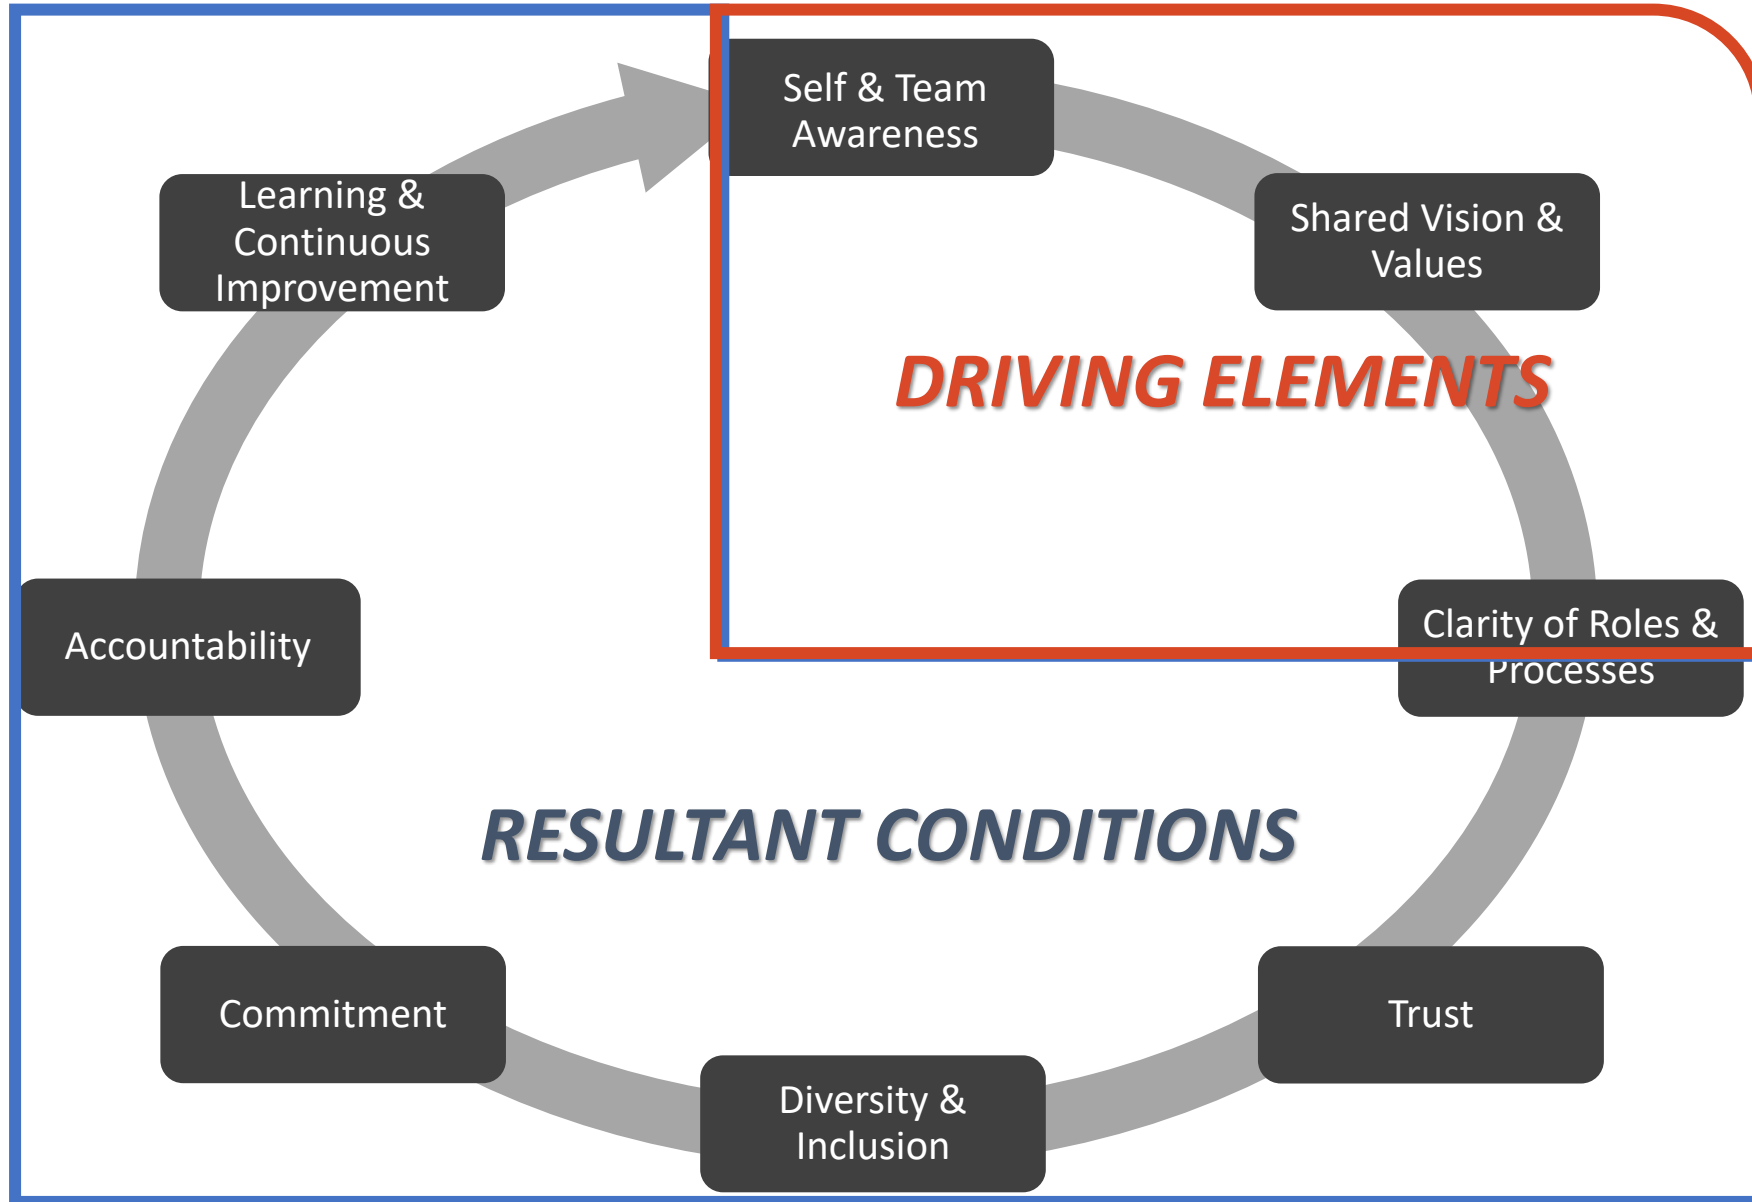 Self & Team
Awareness
Shared Vision &
Values
Learning &
Continuous
Improvement
DRIVING ELEMENTS
Clarity of Roles &
Processes
Accountability
RESULTANT CONDITIONS
Commitment
Trust
Diversity &
Inclusion